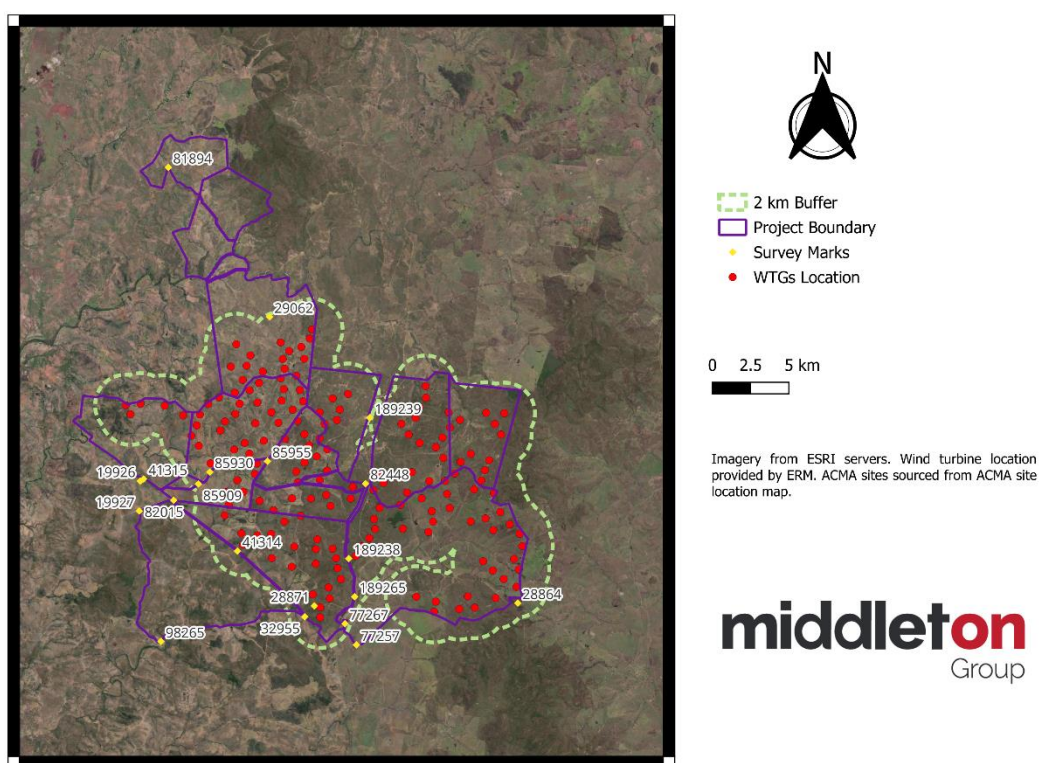 N
81894
2 km Buffer
Project Boundary
Survey Marks
WTGs Location
29062
0 2.5 5 km
189239
85955
85930
19926
41315
82448
85909
19927
82015
41314
189238
189265
28871
28864
77267
32955
77257
98265
Imagery from ESRI servers. Wind turbine location
provided by ERM. ACMA sites sourced from ACMA site
location map.
middleton
Group